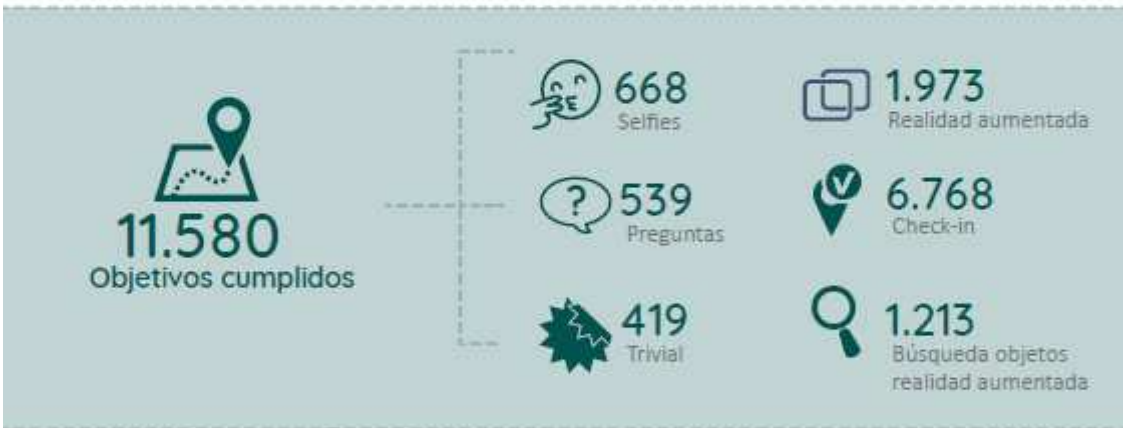 11.580
Objetivos cumplidos
668
Selfies
1.973
Realidad aumentada
?
539
Preguntas
V
6.768
Check-in
419
Trivial
1.213
Búsqueda objetos
realidad aumentada